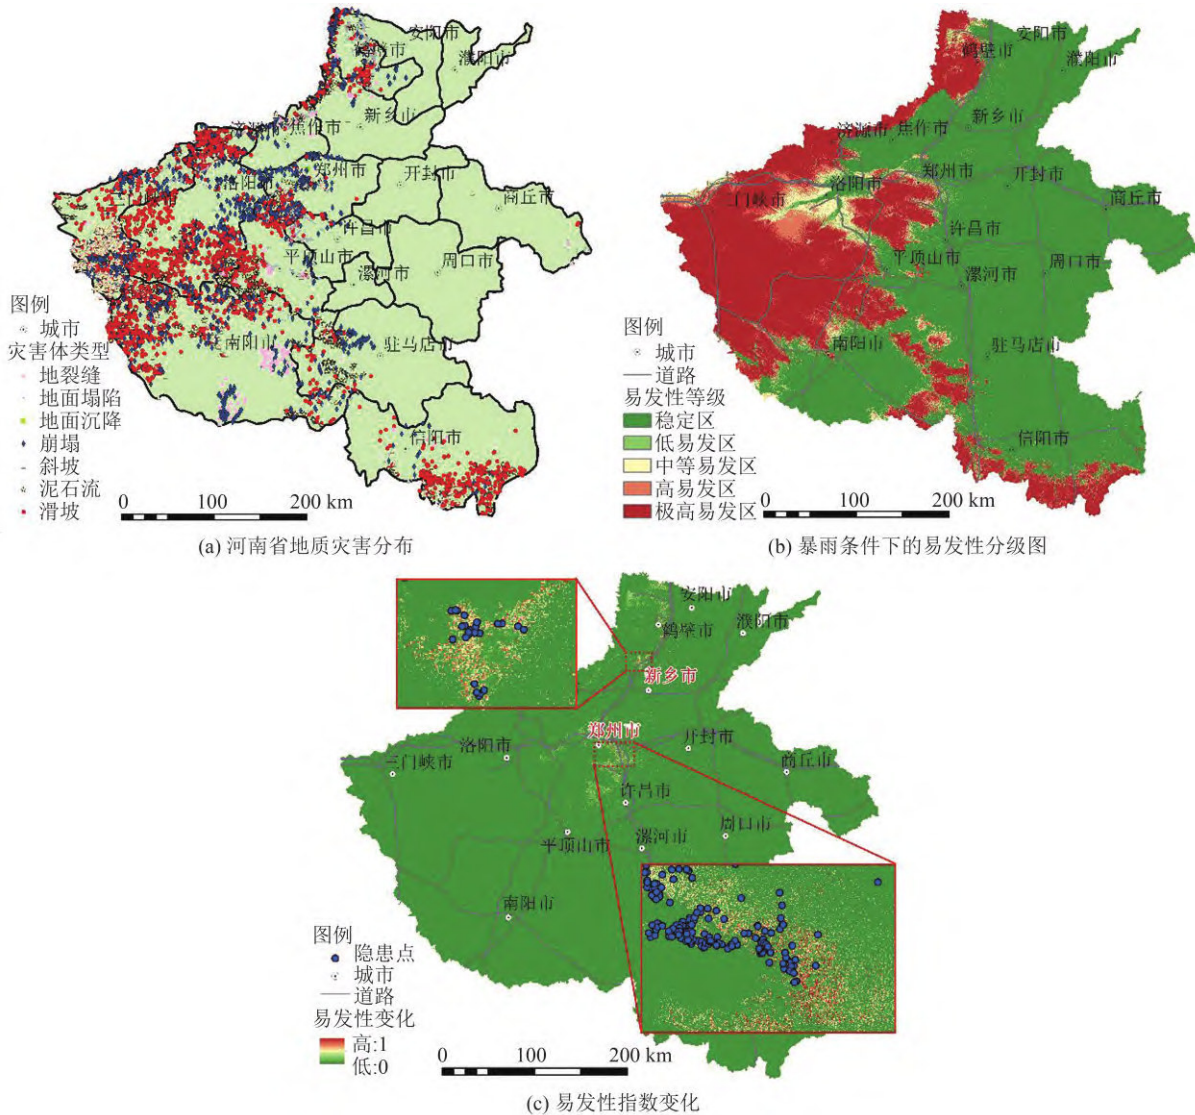 安阳市
鹤壁市
濮阳市
新乡市
济源市
焦作市
洛阳市
郑州市
开封市
商丘市
三门峡市
许昌市
平顶山市
漯河市
周口市
南阳市
驻马店市
信阳市
图例
城市
灾害体类型
地裂缝
地面塌陷
地面沉降
崩塌
斜坡
泥石流
滑坡
0 100 200 km
(a) 河南省地质灾害分布
安阳市
鹤壁市
濮阳市
新乡市
济源市
焦作市
郑州市
洛阳市
开封市
商丘市
三门峡市
许昌市
平顶山市
漯河市
周口市
南阳市
驻马店市
信阳市
图例
城市
道路
易发性等级
稳定区
低易发区
中等易发区
高易发区
极高易发区
0 100 200 km
(b) 暴雨条件下的易发性分级图
安阳市
鹤壁市
濮阳市
新乡市
郑州市
洛阳市
开封市
三门峡市
商丘市
许昌市
平顶山市
漯河市
周口市
南阳市
图例
隐患点
城市
道路
易发性变化
高:1
低:0
0 100 200 km
(c) 易发性指数变化